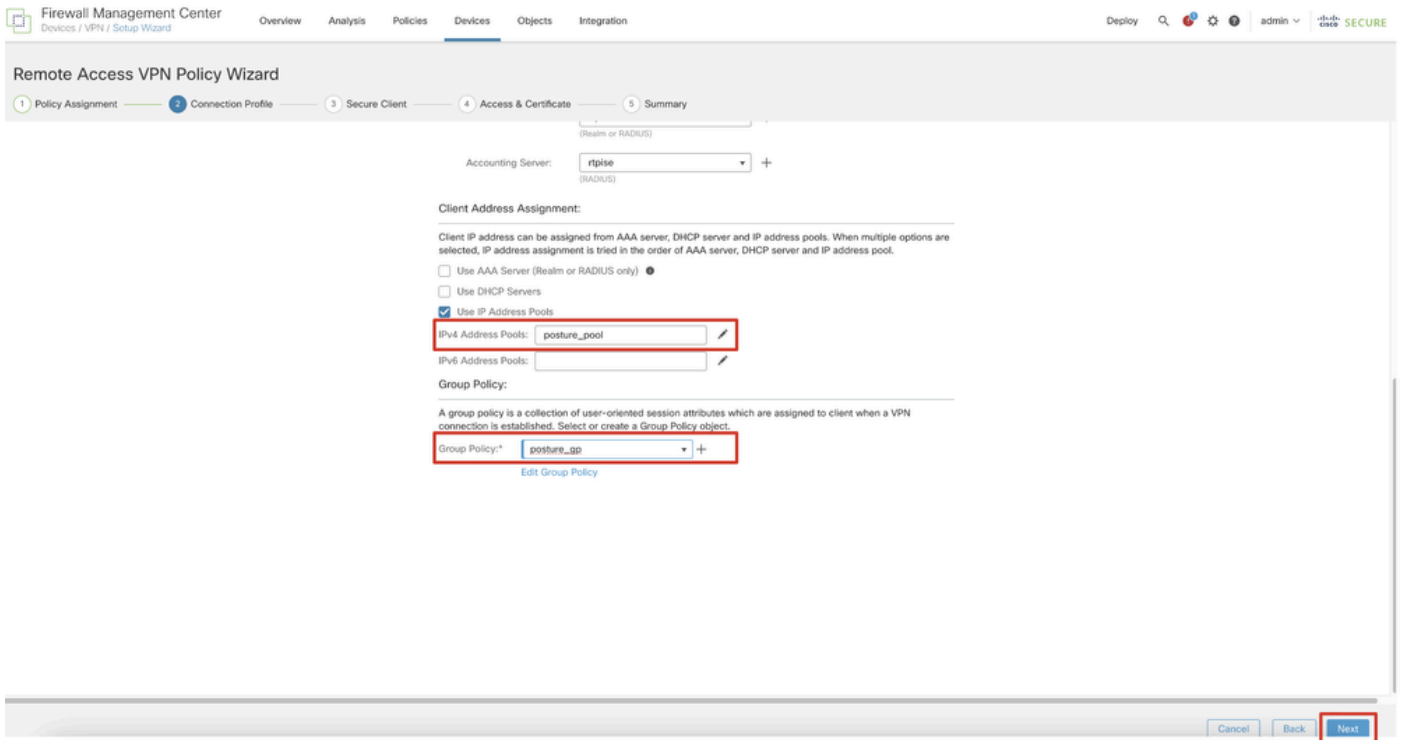 Firewall Management Center
Devices / VPN / Setup Wizard
Overview Analysis Policies Devices Objects Integration
Deploy admin cisco SECURE
Remote Access VPN Policy Wizard
1 Policy Assignment 2 Connection Profile 3 Secure Client 4 Access & Certificate 5 Summary
(Realm or RADIUS)
Accounting Server: rtpise
(RADIUS)
Client Address Assignment:
Client IP address can be assigned from AAA server, DHCP server and IP address pools. When multiple options are
selected, IP address assignment is tried in the order of AAA server, DHCP server and IP address pool.
Use AAA Server (Realm or RADIUS only)
Use DHCP Servers
Use IP Address Pools
IPv4 Address Pools: posture_pool
IPv6 Address Pools:
Group Policy:
A group policy is a collection of user-oriented session attributes which are assigned to client when a VPN
connection is established. Select or create a Group Policy object.
Group Policy:* posture_gp
Edit Group Policy
Cancel Back Next